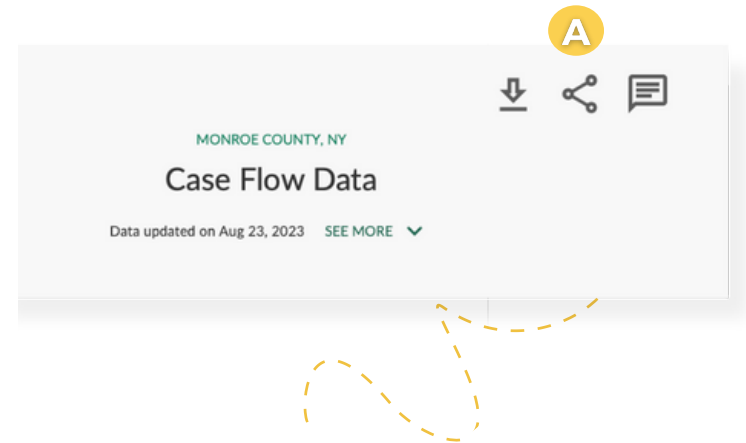 A
MONROE COUNTY, NY
Case Flow Data
Data updated on Aug 23, 2023 SEE MORE